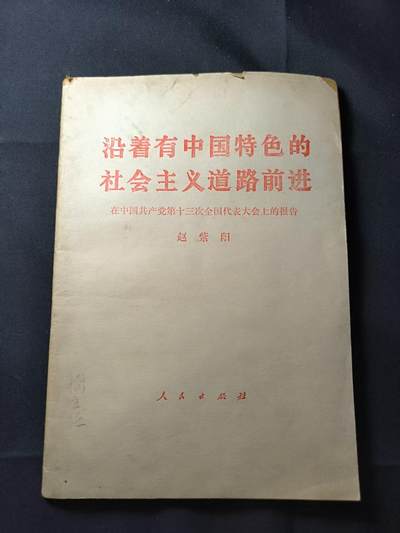 沿着有中国特色的
社会主义道路前进
在中国共产党第十三次全国代表大会上的报告
赵紫阳
人民出版社